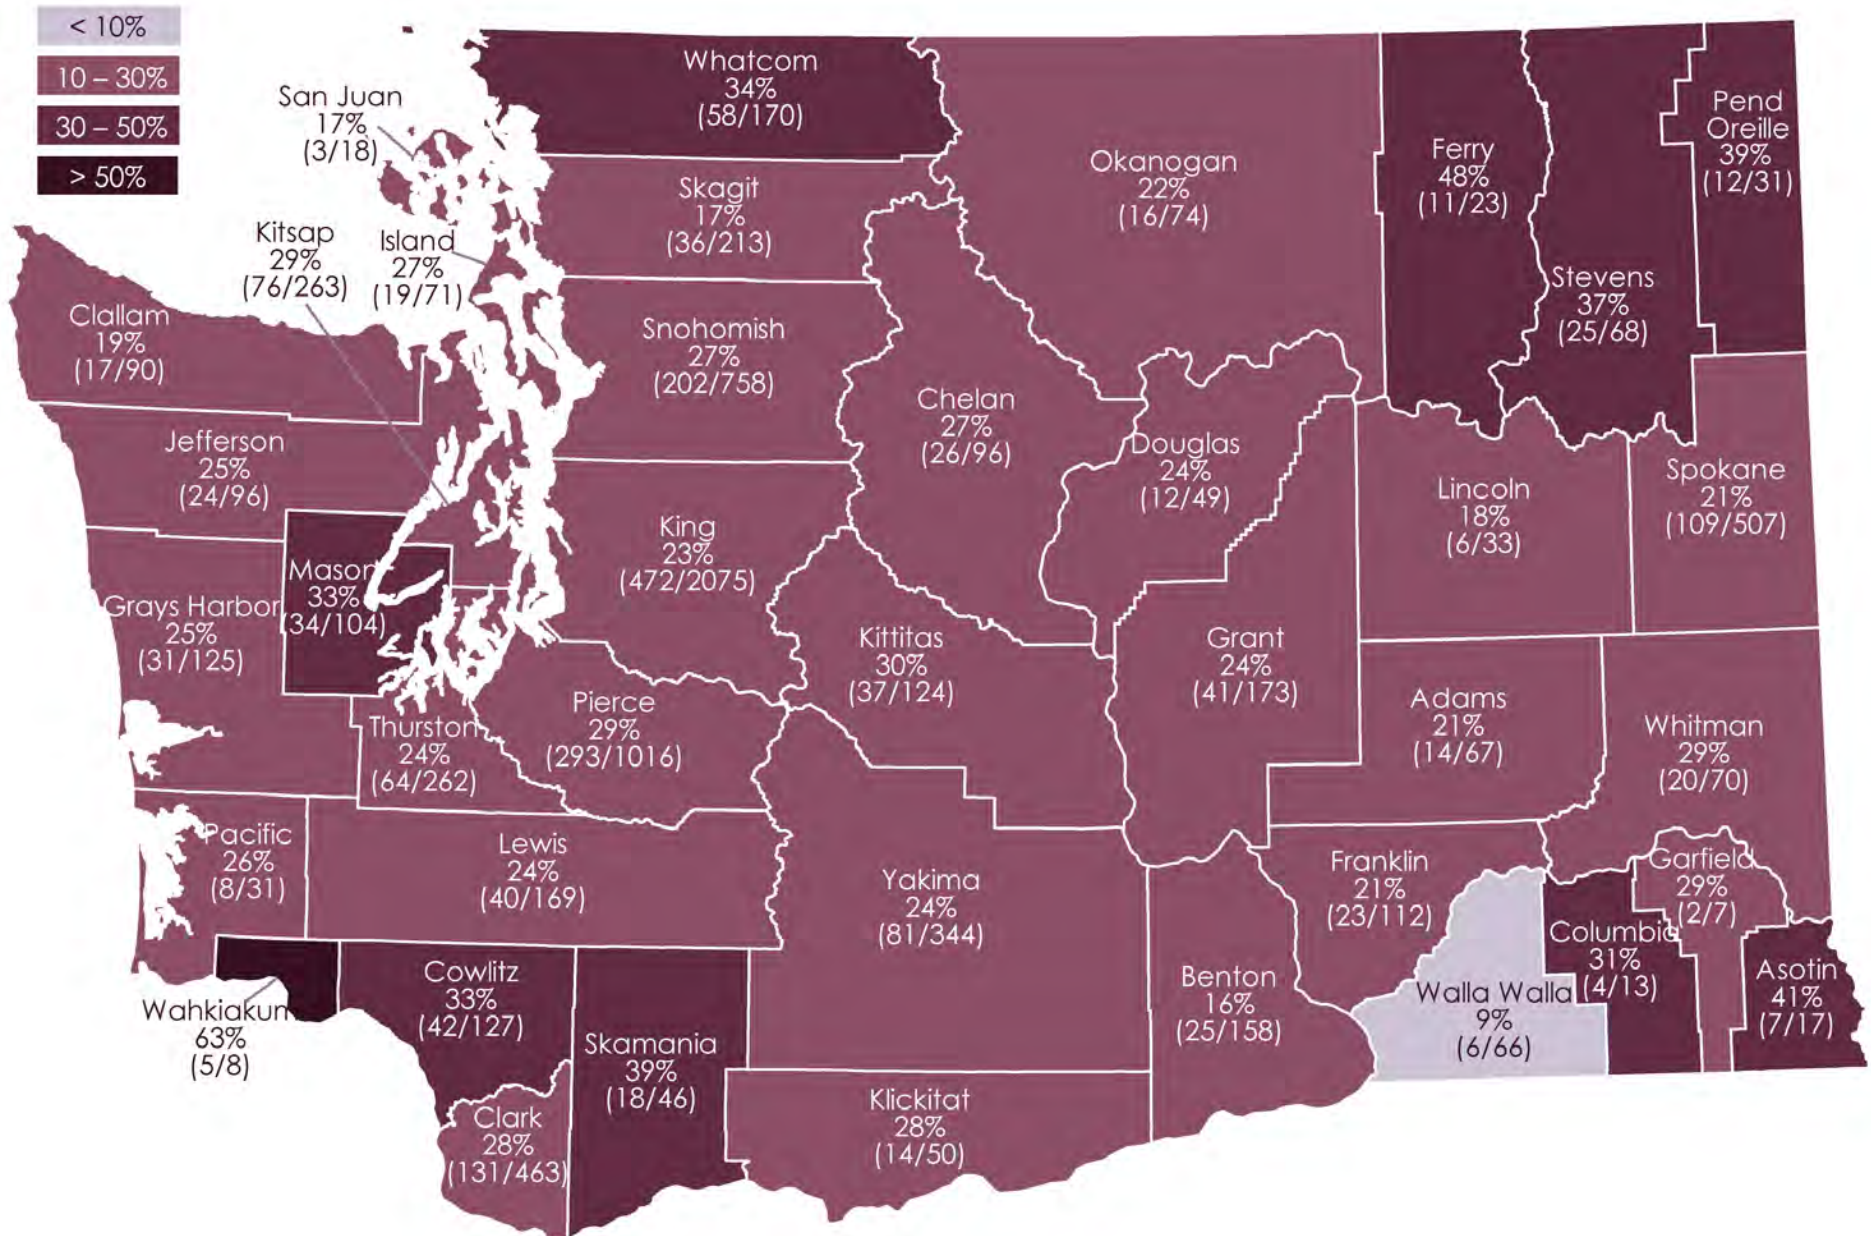 < 10%
10 – 30%
30 – 50%
> 50%
Whatcom
34%
(58/170)
San Juan
17%
(3/18)
Skagit
17%
(36/213)
Okanogan
22%
(16/74)
Ferry
48%
(11/23)
Pend
Oreille
39%
(12/31)
Stevens
37%
(25/68)
Kitsap
29%
(76/263)
Island
27%
(19/71)
Clallam
19%
(17/90)
Snohomish
27%
(202/758)
Chelan
27%
(26/96)
Douglas
24%
(12/49)
Jefferson
25%
(24/96)
Lincoln
18%
(6/33)
Spokane
21%
(109/507)
King
23%
(472/2075)
Mason
33%
(34/104)
Grays Harbor
25%
(31/125)
Kittitas
30%
(37/124)
Grant
24%
(41/173)
Adams
21%
(14/67)
Whitman
29%
(20/70)
Pierce
29%
(293/1016)
Thurston
24%
(64/262)
Pacific
26%
(8/31)
Lewis
24%
(40/169)
Yakima
24%
(81/344)
Franklin
21%
(23/112)
Garfield
29%
(2/7)
Columbia
31%
(4/13)
Asotin
41%
(7/17)
Benton
16%
(25/158)
Walla Walla
9%
(6/66)
Wahkiakum
63%
(5/8)
Cowlitz
33%
(42/127)
Skamania
39%
(18/46)
Clark
28%
(131/463)
Klickitat
28%
(14/50)